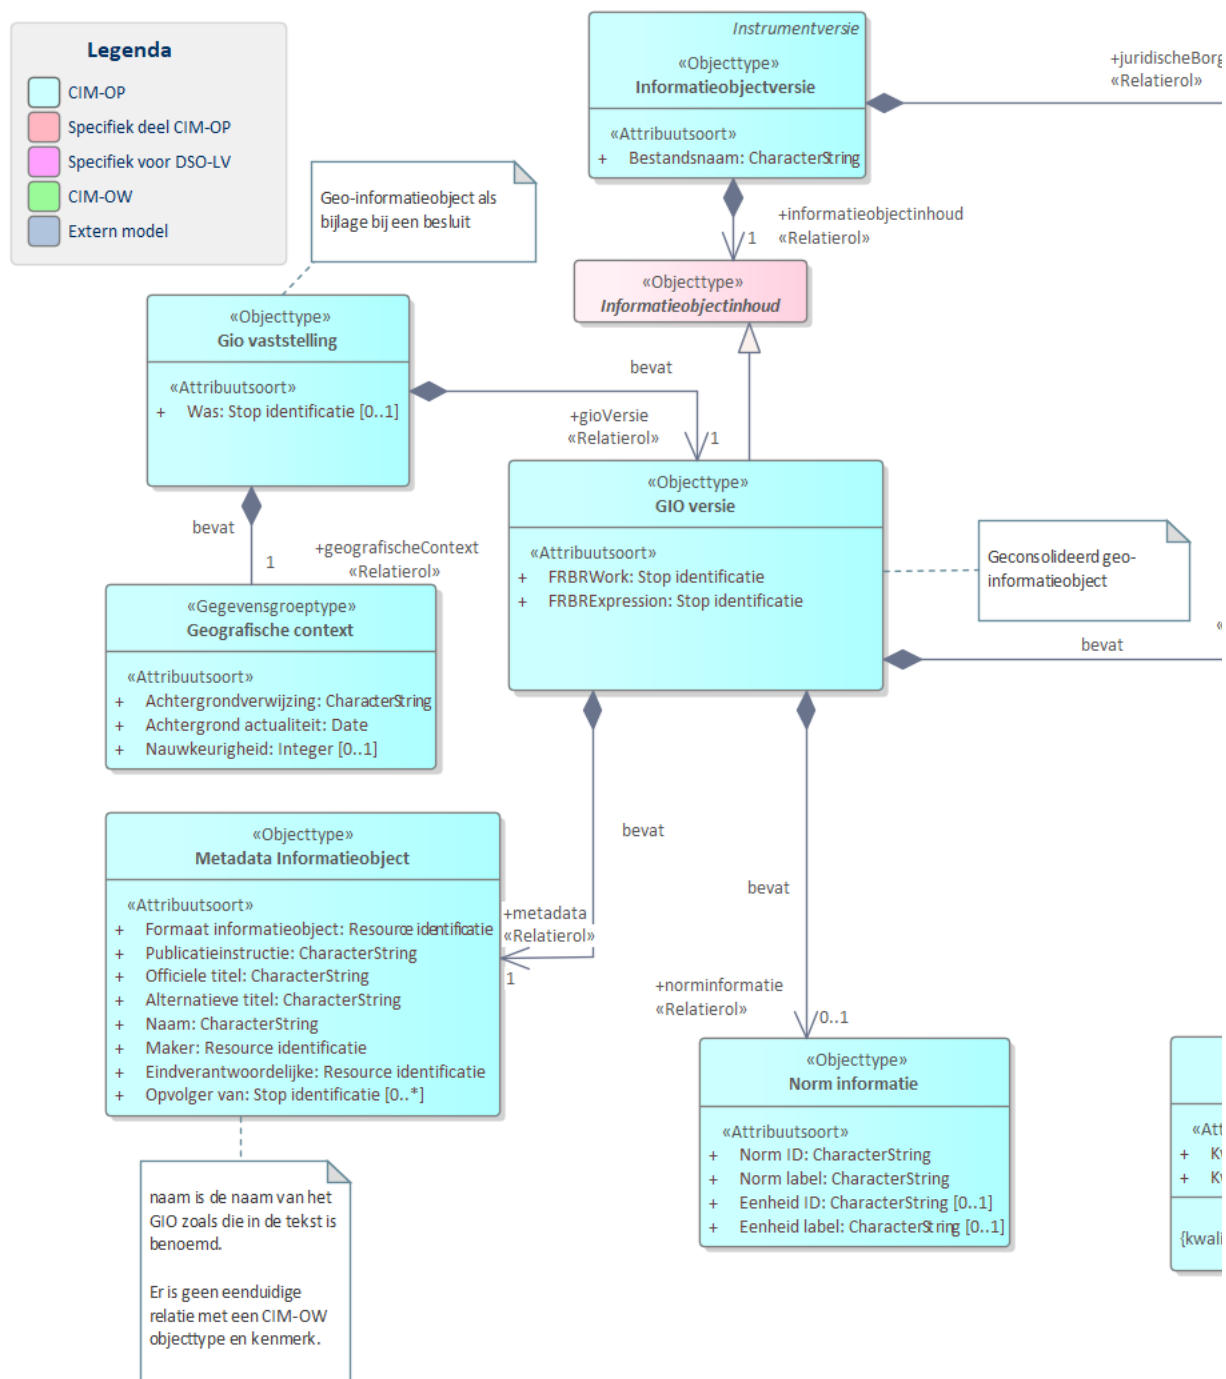 Legenda
CIM-OP
Specifiek deel CIM-OP
Specifiek voor DSO-LV
CIM-OW
Extern model
Instrumentversie
«Objecttype»
Informatieobjectversie
«Attribuutsoort»
+ Bestandsnaam: CharacterString
+juridischeBorg
«Relatierol»
Geo-informatieobject als
bijlage bij een besluit
+informatieobjectinhoud
«Relatierol»
1
«Objecttype»
Informatieobjectinhoud
«Objecttype»
Gio vaststelling
«Attribuutsoort»
+ Was: Stop identificatie [0..1]
bevat
+gioVersie
«Relatierol»
1
«Objecttype»
GIO versie
«Attribuutsoort»
+ FRBRWork: Stop identificatie
+ FRBRExpression: Stop identificatie
Geconsolideerd geo-
informatieobject
bevat
1
+geografischeContext
«Relatierol»
«Gegevensgroeptype»
Geografische context
«Attribuutsoort»
+ Achtergrondverwijzing: CharacterString
+ Achtergrond actualiteit: Date
+ Nauwkeurigheid: Integer [0..1]
«
bevat
«Objecttype»
Metadata Informatieobject
«Attribuutsoort»
+ Formaat informatieobject: Resource identificatie
+ Publicatieinstructie: CharacterString
+ Officiele titel: CharacterString
+ Alternatieve titel: CharacterString
+ Naam: CharacterString
+ Maker: Resource identificatie
+ Eindverantwoordelijke: Resource identificatie
+ Opvolger van: Stop identificatie [0..*]
bevat
+metadata
«Relatierol»
1
bevat
+norminformatie
«Relatierol»
0..1
«Objecttype»
Norm informatie
«Attribuutsoort»
+ Norm ID: CharacterString
+ Norm label: CharacterString
+ Eenheid ID: CharacterString [0..1]
+ Eenheid label: CharacterString [0..1]
«Att
+ Kw
+ Kw
{kwali
naam is de naam van het
GIO zoals die in de tekst is
benoemd.
Er is geen eenduidige
relatie met een CIM-OW
objecttype en kenmerk.